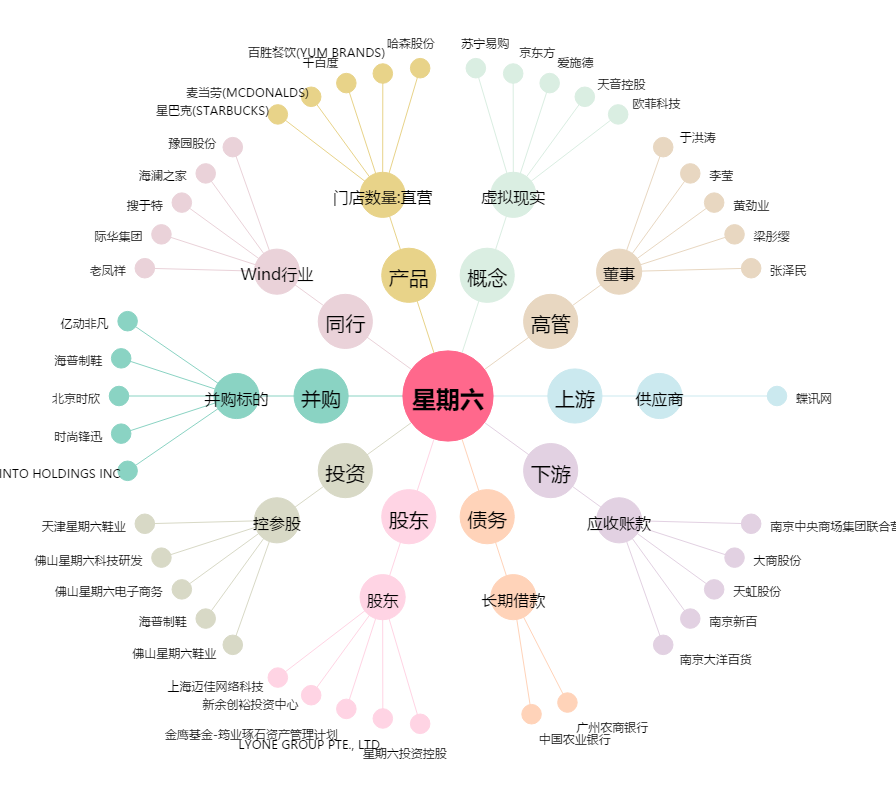 哈森股份
苏宁易购
百胜餐饮(YUM BRANDS)
京东方
千百度
爱施德
天音控股
麦当劳(MCDONALDS)
欧菲科技
星巴克(STARBUCKS)
于洪涛
豫园股份
李莹
海澜之家
门店数量:直营
虚拟现实
黄劲业
搜于特
梁彤缨
际华集团
张泽民
老凤祥
Wind行业
产品
概念
董事
同行
高管
亿动非凡
海普制鞋
北京时欣
并购标的
并购
星期六
上游
供应商
蝶讯网
时尚锋迅
INTO HOLDINGS INC
投资
下游
天津星期六鞋业
控参股
股东
债务
应收账款
南京中央商场集团联合营
佛山星期六科技研发
大商股份
佛山星期六电子商务
天虹股份
股东
长期借款
海普制鞋
南京新百
佛山星期六鞋业
南京大洋百货
上海迈佳网络科技
新余创裕投资中心
广州农商银行
金鹰基金-筠业琢石资产管理计划
中国农业银行
LYONE GROUP PTE., LTD
星期六投资控股